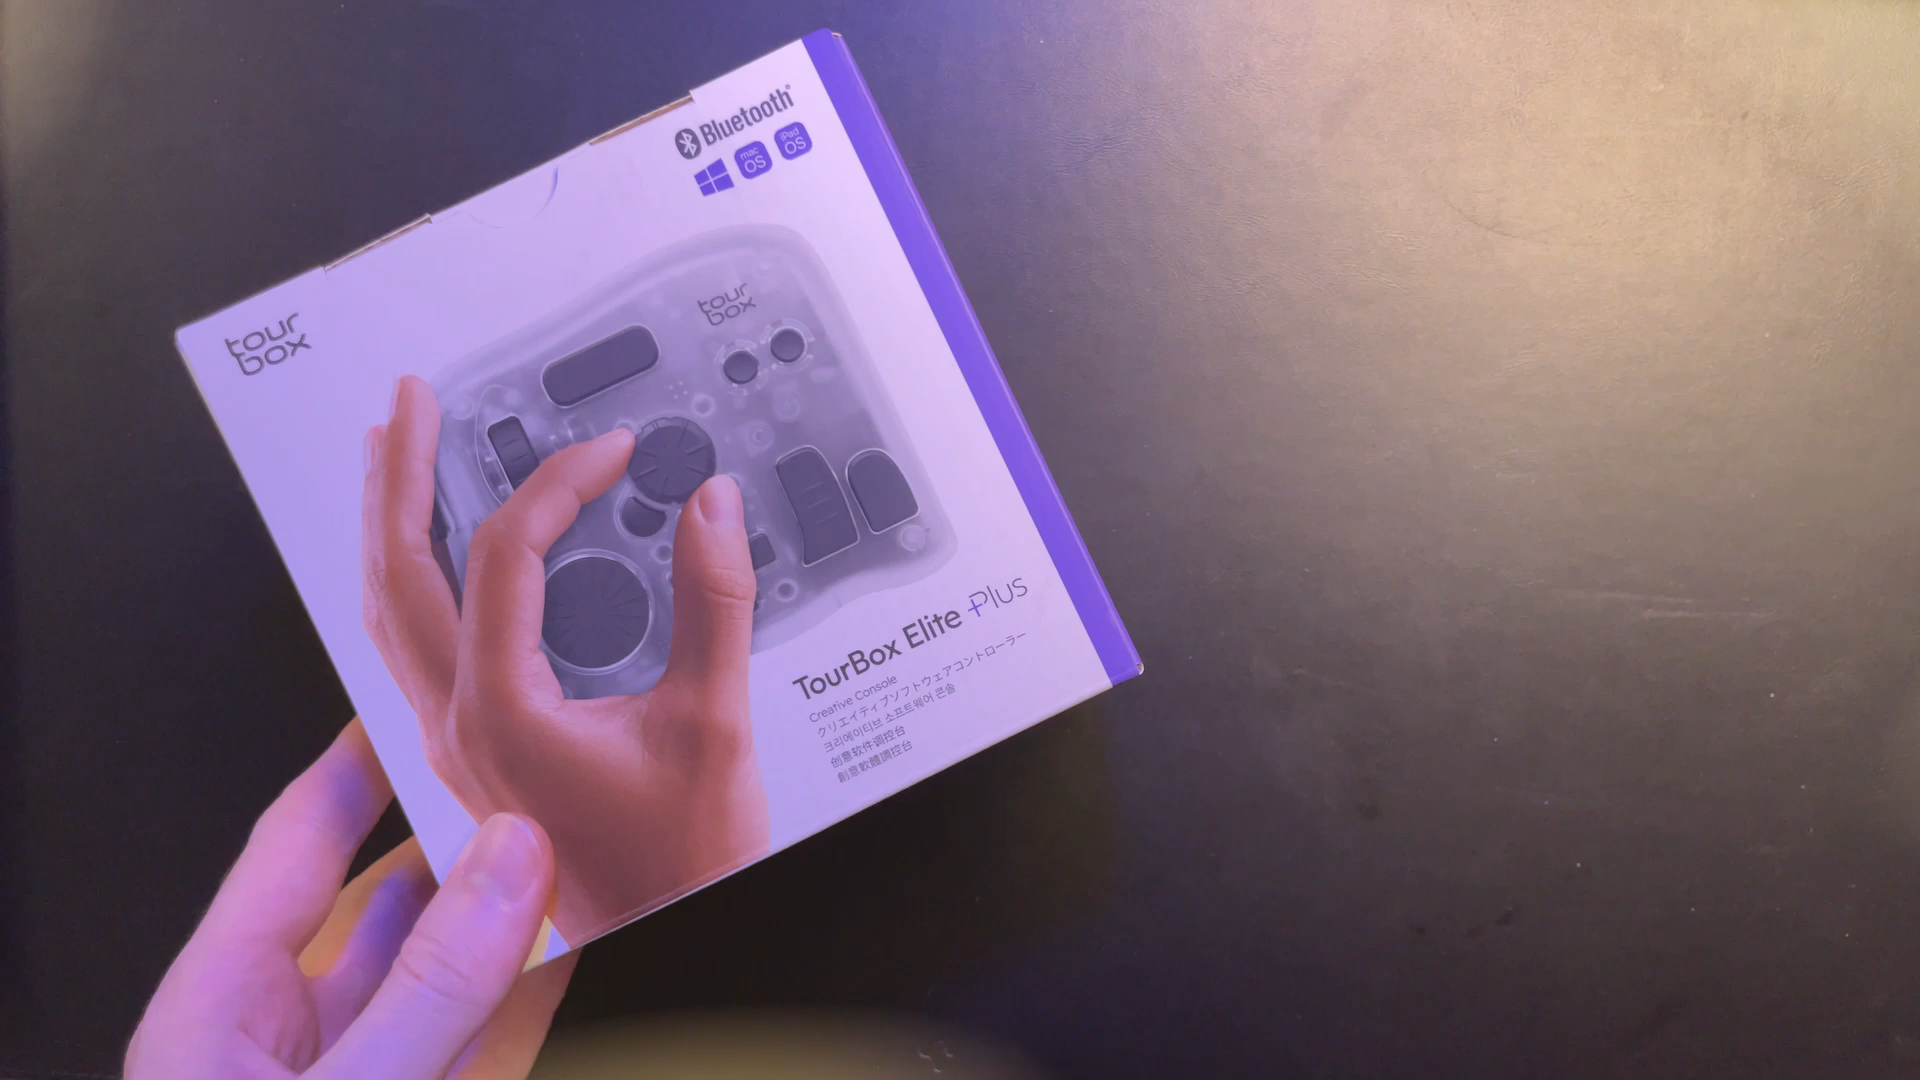 Bluetooth®
mac
OS
iPad
OS
tour
box
tour
box
TourBox Elite Plus
Creative Console
クリエイティブソフトウェアコントローラー
크리에이티브 소프트웨어 콘솔
创意软件调控台
創意軟體調控台